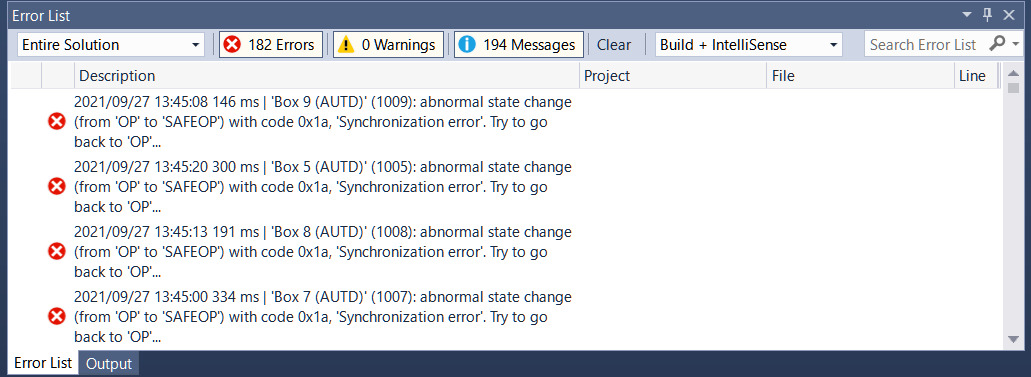 Error List
Entire Solution
182 Errors
0 Warnings
194 Messages
Clear
Build + IntelliSense
Search Error List
Description
Project
File
Line
2021/09/27 13:45:08 146 ms | 'Box 9 (AUTD)' (1009): abnormal state change
(from 'OP' to 'SAFEOP') with code 0x1a, 'Synchronization error'. Try to go
back to 'OP'...
2021/09/27 13:45:20 300 ms | 'Box 5 (AUTD)' (1005): abnormal state change
(from 'OP' to 'SAFEOP') with code 0x1a, 'Synchronization error'. Try to go
back to 'OP'...
2021/09/27 13:45:13 191 ms | 'Box 8 (AUTD)' (1008): abnormal state change
(from 'OP' to 'SAFEOP') with code 0x1a, 'Synchronization error'. Try to go
back to 'OP'...
2021/09/27 13:45:00 334 ms | 'Box 7 (AUTD)' (1007): abnormal state change
(from 'OP' to 'SAFEOP') with code 0x1a, 'Synchronization error'. Try to go
back to 'OP'...
Error List
Output